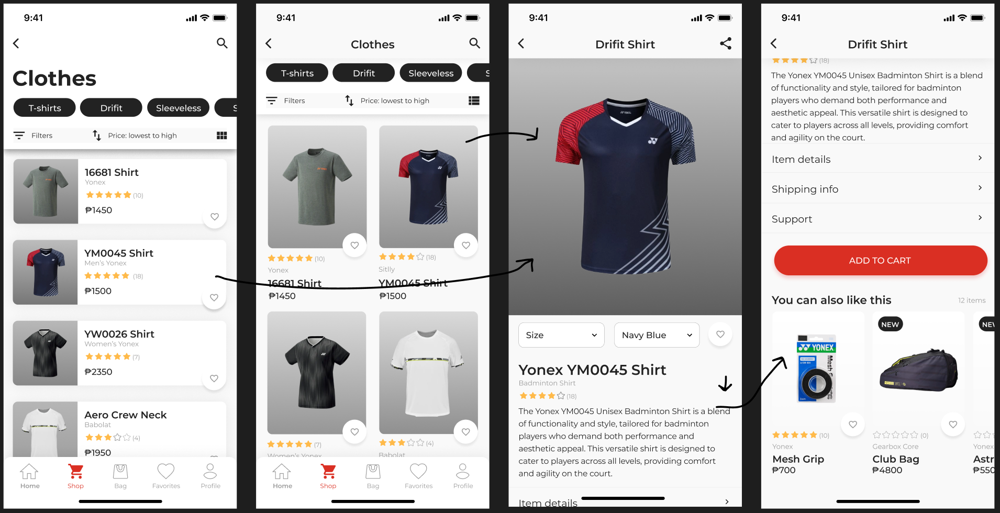 9:41
Clothes
T-shirts
Drifit
Sleeveless
S
Filters
Price: lowest to high
16681 Shirt
Yonex
(10)
₱1450
YM0045 Shirt
Men's Yonex
(18)
₱1500
YW0026 Shirt
Women's Yonex
(7)
₱2350
Aero Crew Neck
Babolat
(4)
₱1950
Home
Shop
Bag
Favorites
Profile
9:41
Clothes
T-shirts
Drifit
Sleeveless
S
Filters
Price: lowest to high
(10)
Yonex
16681 Shirt
₱1450
(18)
Sitlly
YM0045 Shirt
₱1500
(7)
Women's Yonex
(4)
Babolat
Home
Shop
Bag
Favorites
Profile
9:41
Drifit Shirt
YONEX
Size
Navy Blue
Yonex YM0045 Shirt
Badminton Shirt
(18)
The Yonex YM0045 Unisex Badminton Shirt is a blend
of functionality and style, tailored for badminton
players who demand both performance and
aesthetic appeal. This versatile shirt is designed to
cater to players across all levels, providing comfort
and agility on the court.
Item details
9:41
Drifit Shirt
(18)
The Yonex YM0045 Unisex Badminton Shirt is a blend
of functionality and style, tailored for badminton
players who demand both performance and
aesthetic appeal. This versatile shirt is designed to
cater to players across all levels, providing comfort
and agility on the court.
Item details
Shipping info
Support
ADD TO CART
You can also like this
12 items
YONEX
Mesh
(10)
Yonex
Mesh Grip
₱700
NEW
GEARBOX
(0)
Gearbox Core
Club Bag
₱4800
NEW
Yonex
Astr
₱550